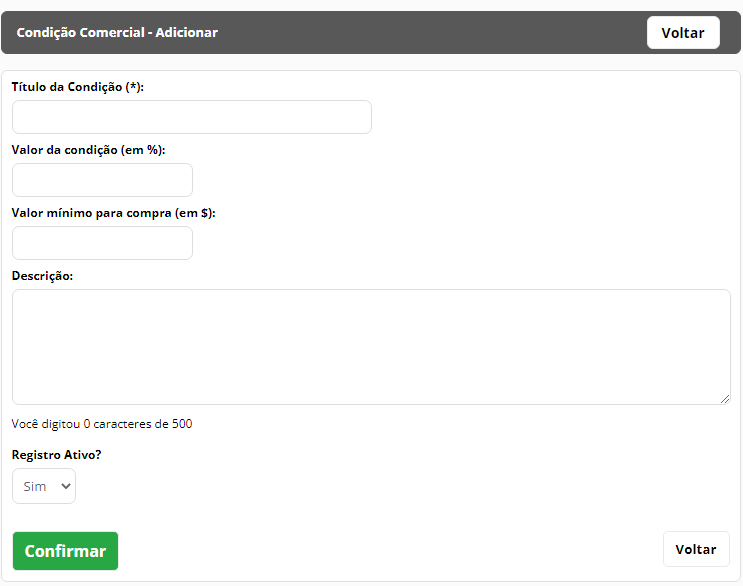 Condição Comercial - Adicionar
Voltar
Título da Condição (*):
Valor da condição (em %):
Valor mínimo para compra (em $):
Descrição:
Você digitou 0 caracteres de 500
Registro Ativo?
Sim
Confirmar
Voltar